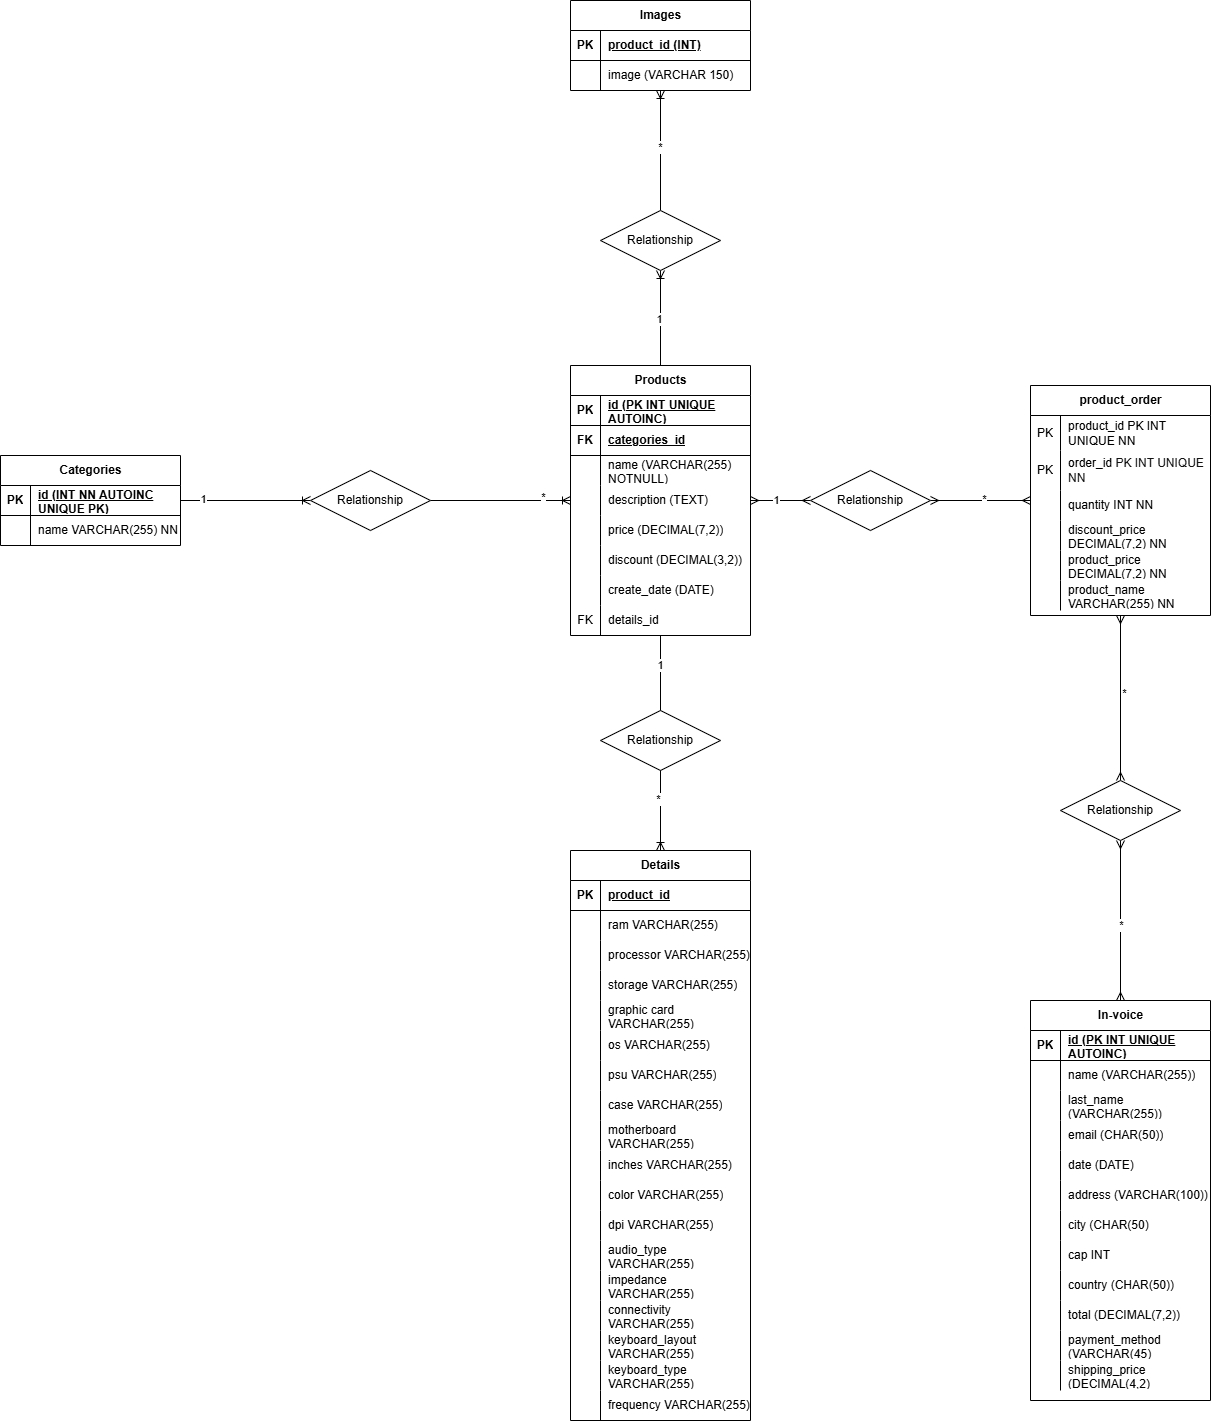 Images
PK
product_id (INT)
image (VARCHAR 150)
*
Relationship
1
Products
PK
id (PK INT UNIQUE
AUTOINC)
FK
categories_id
name (VARCHAR(255)
NOTNULL)
description (TEXT)
price (DECIMAL(7,2))
discount (DECIMAL(3,2))
create_date (DATE)
FK
details_id
Categories
PK
id (INT NN AUTOINC
UNIQUE PK)
name VARCHAR(255) NN
1
Relationship
*
1
Relationship
*
product_order
PK
product_id PK INT
UNIQUE NN
PK
order_id PK INT UNIQUE
NN
quantity INT NN
discount_price
DECIMAL(7,2) NN
product_price
DECIMAL(7,2) NN
product_name
VARCHAR(255) NN
1
Relationship
*
Details
PK
product_id
ram VARCHAR(255)
processor VARCHAR(255)
storage VARCHAR(255)
graphic card
VARCHAR(255)
os VARCHAR(255)
psu VARCHAR(255)
case VARCHAR(255)
motherboard
VARCHAR(255)
inches VARCHAR(255)
color VARCHAR(255)
dpi VARCHAR(255)
audio_type
VARCHAR(255)
impedance
VARCHAR(255)
connectivity
VARCHAR(255)
keyboard_layout
VARCHAR(255)
keyboard_type
VARCHAR(255)
frequency VARCHAR(255)
*
Relationship
*
In-voice
PK
id (PK INT UNIQUE
AUTOINC)
name (VARCHAR(255))
last_name
(VARCHAR(255))
email (CHAR(50))
date (DATE)
address (VARCHAR(100))
city (CHAR(50)
cap INT
country (CHAR(50))
total (DECIMAL(7,2))
payment_method
(VARCHAR(45)
shipping_price
(DECIMAL(4,2)